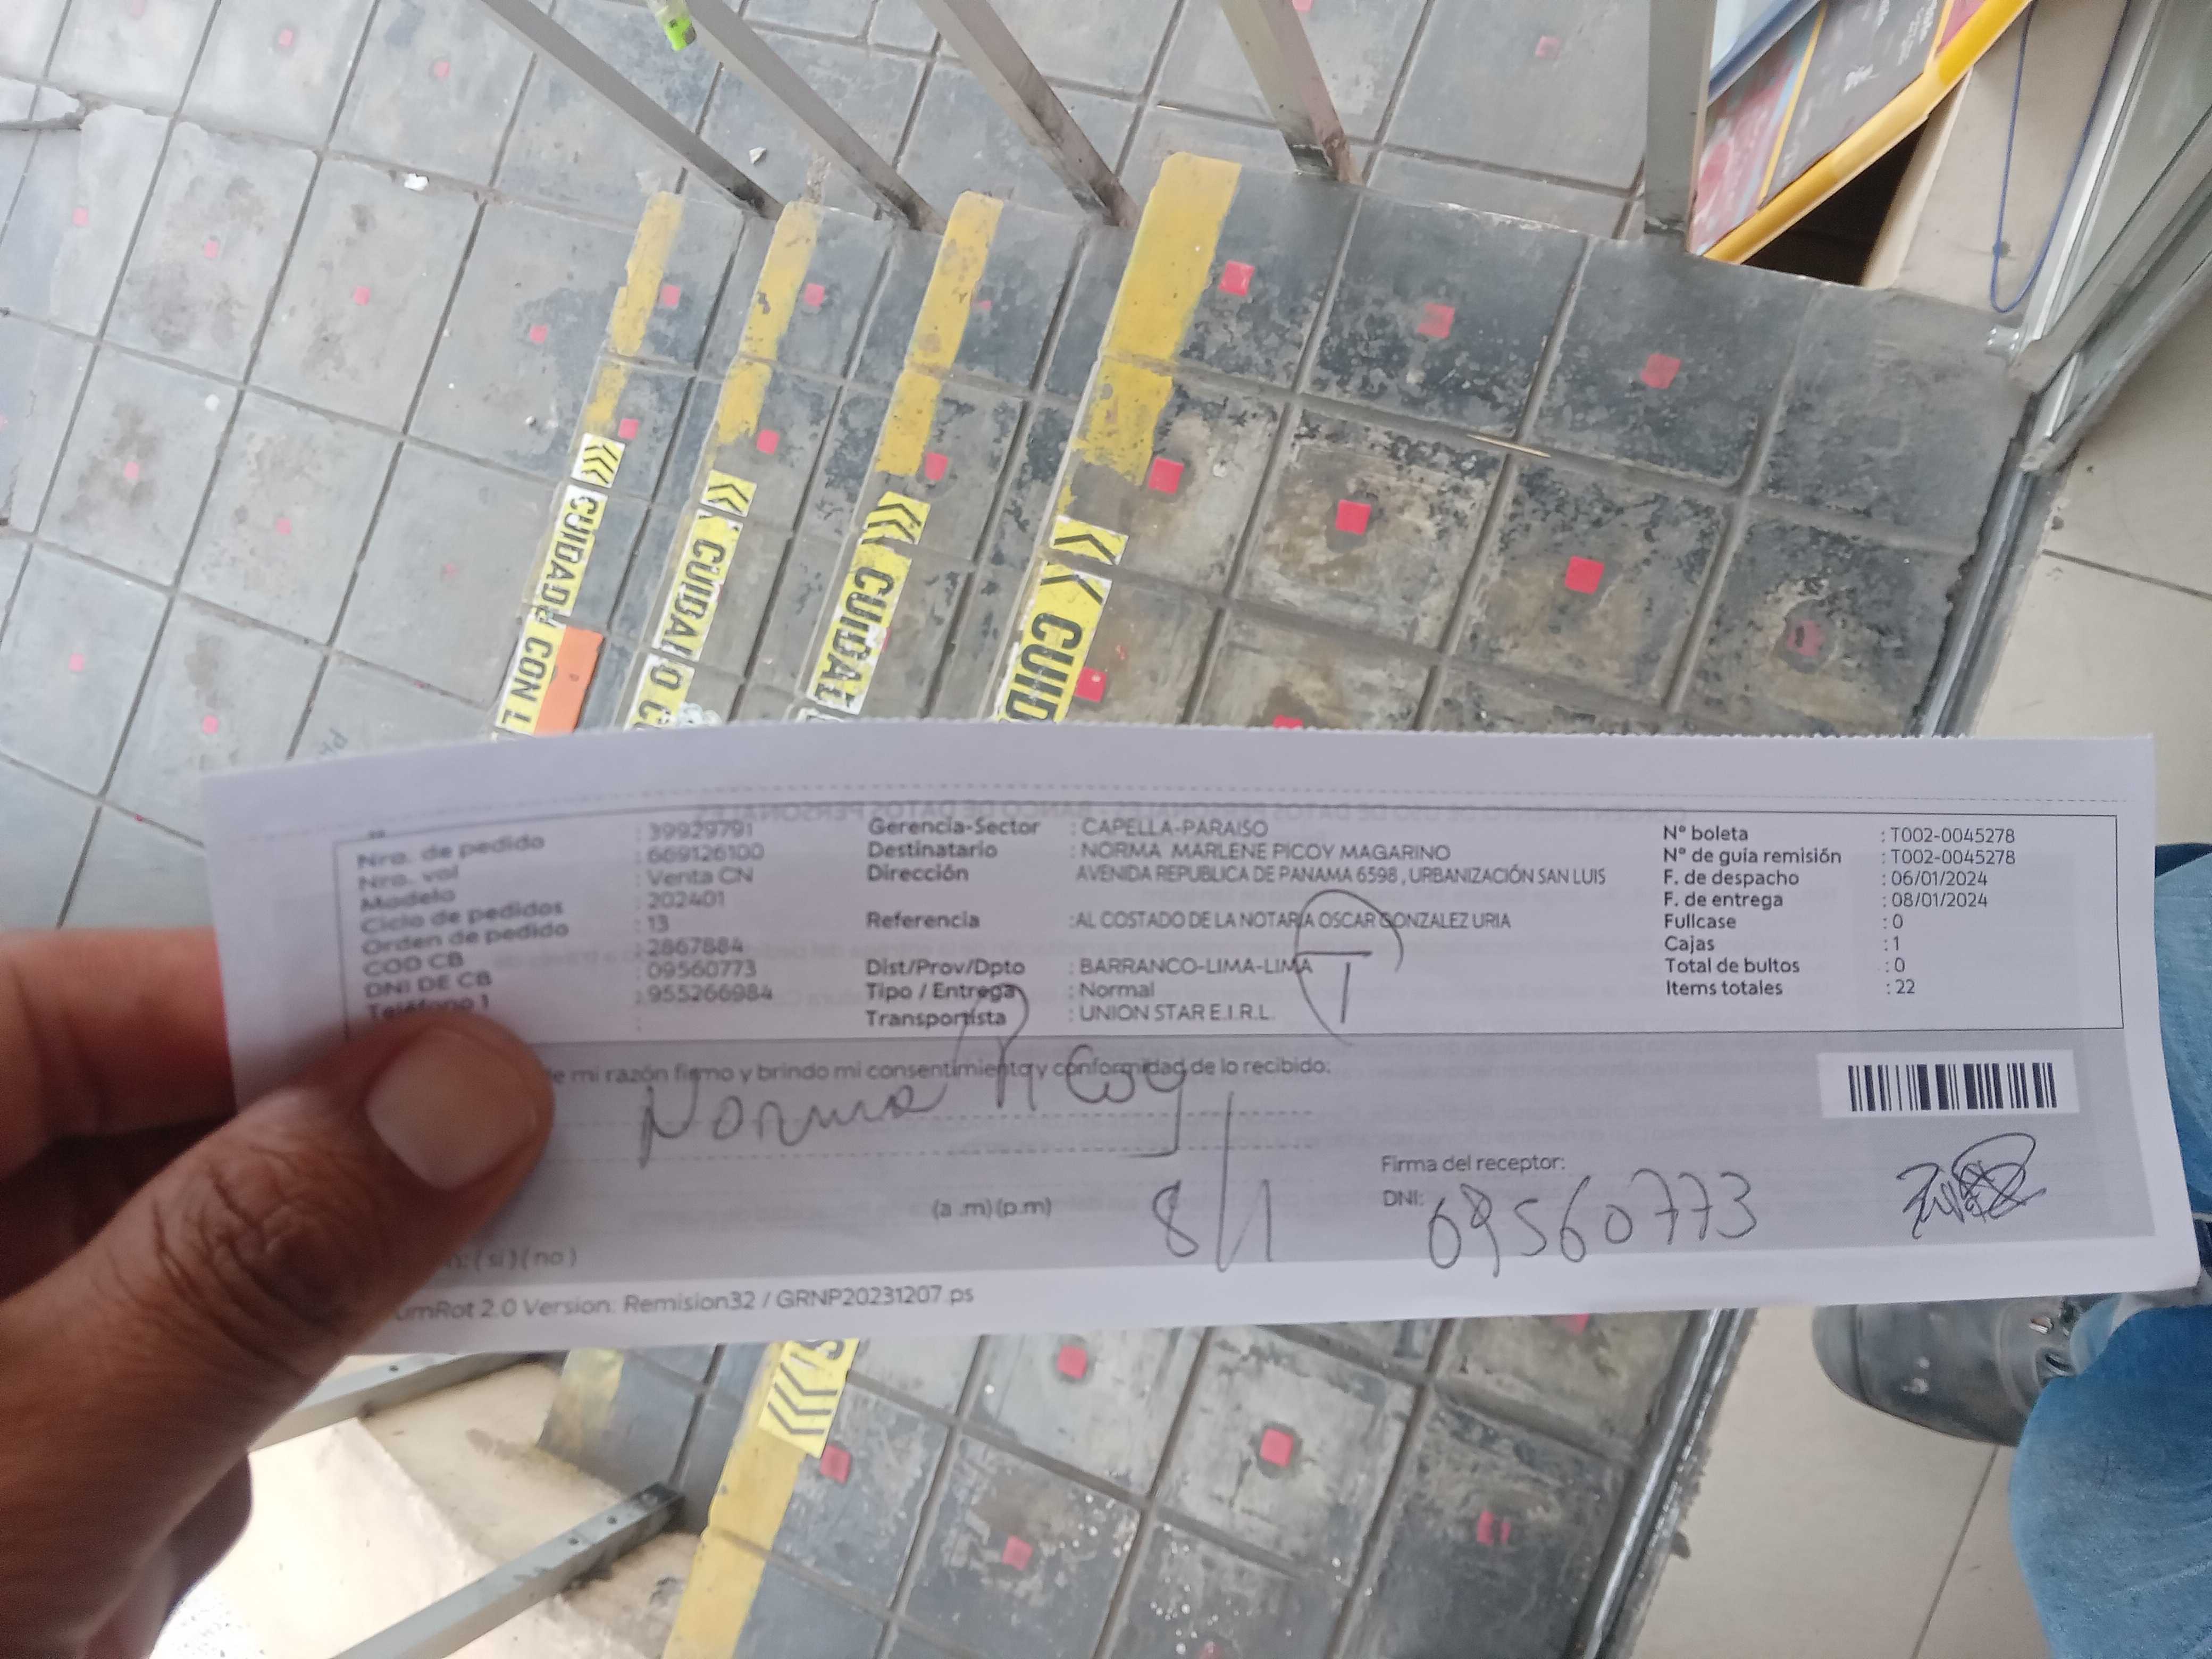 CUIDADO CON L
CUIDADO C
CUIDAD
CUID
Nro. de pedido : 39929791
Nro. vol : 669126100
Modelo : Venta CN
Ciclo de pedidos : 202401
Orden de pedido : 13
COD CB : 2867884
DNI DE CB : 09560773
Teléfono 1 : 955266984
Gerencia-Sector : CAPELLA-PARAISO
Destinatario : NORMA MARLENE PICOY MAGARINO
Dirección AVENIDA REPUBLICA DE PANAMA 6598 , URBANIZACIÓN SAN LUIS
Referencia : AL COSTADO DE LA NOTARIA OSCAR GONZALEZ URIA
Dist/Prov/Dpto : BARRANCO-LIMA-LIMA
Tipo / Entrega : Normal
Transportista : UNION STAR E.I.R.L.
N° boleta : T002-0045278
N° de guía remisión : T002-0045278
F. de despacho : 06/01/2024
F. de entrega : 08/01/2024
Fullcase : 0
Cajas : 1
Total de bultos : 0
Items totales : 22
T
de mi razón firmo y brindo mi consentimiento y conformidad de lo recibido:
Norma Picoy
(a .m) (p.m) 8/1
Firma del receptor:
DNI: 09560773
( si ) ( no )
umRot 2.0 Version: Remision32 / GRNP20231207.ps